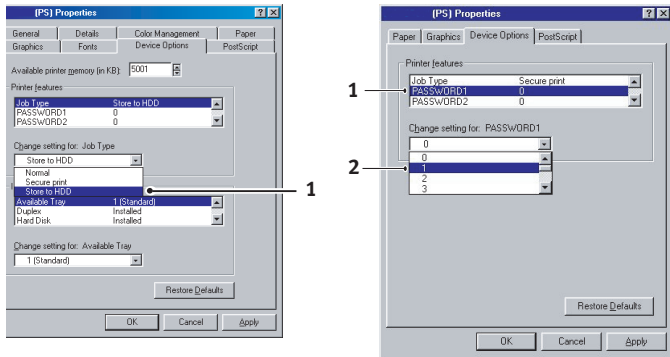 (PS) Properties
General Details Color Management Paper
Graphics Fonts Device Options PostScript
Available printer memory (in KB): 5001
Printer features
Job Type Store to HDD
PASSWORD1 0
PASSWORD2 0
Change setting for: Job Type
Store to HDD
Normal
Secure print
Store to HDD
1
Available Tray 1 (Standard)
Duplex Installed
Hard Disk Installed
Change setting for: Available Tray
1 (Standard)
Restore Defaults
OK Cancel Apply
(PS) Properties
Paper Graphics Device Options PostScript
Printer features
Job Type Secure print
1
PASSWORD1 0
PASSWORD2 0
Change setting for: PASSWORD1
0
0
2
1
2
3
Restore Defaults
OK Cancel Apply